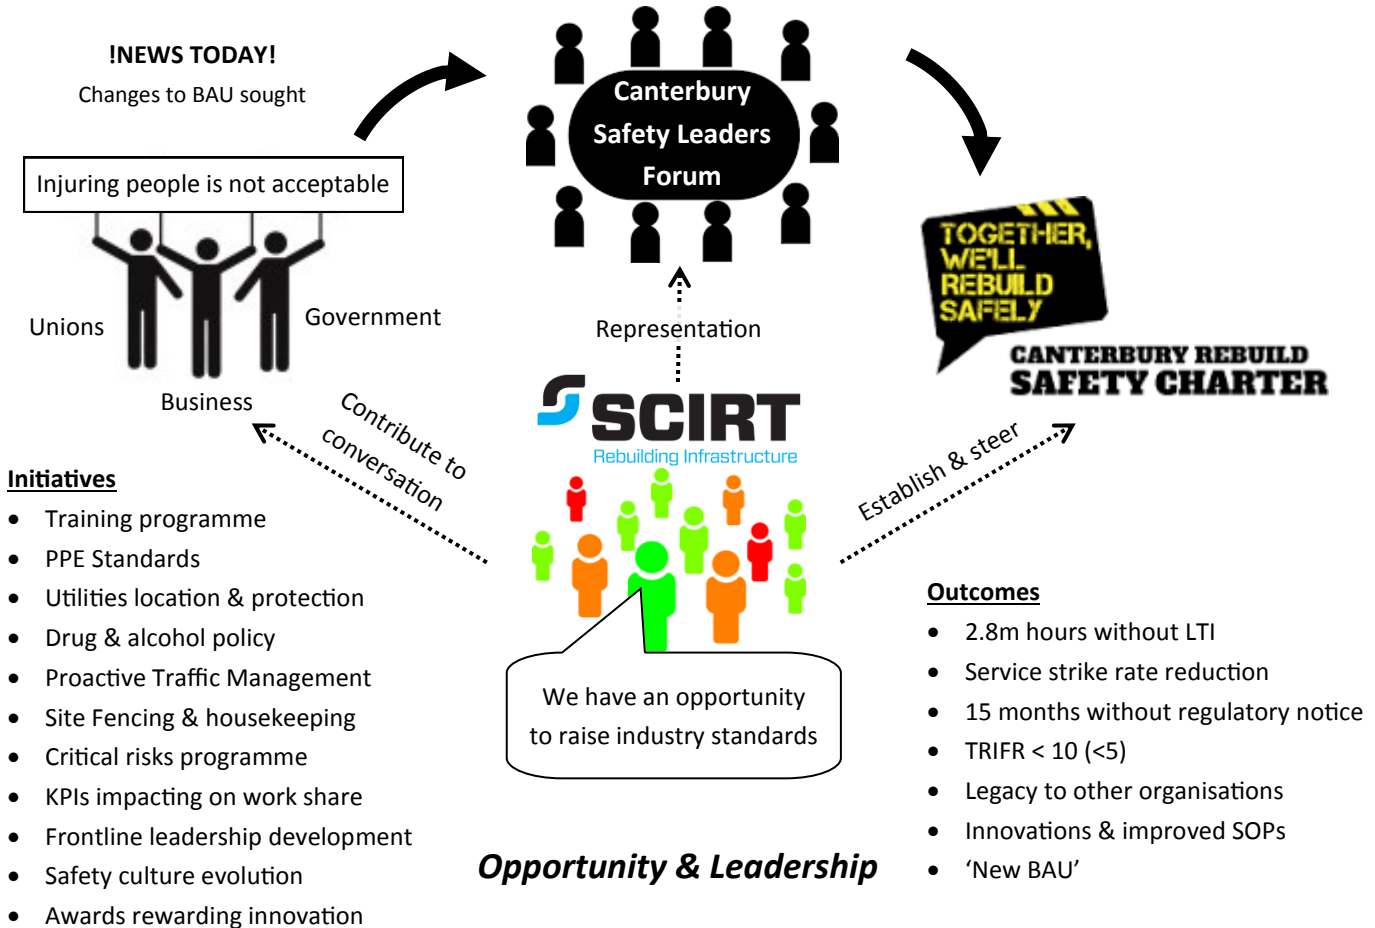 !NEWS TODAY!
Changes to BAU sought
Injuring people is not acceptable
Unions
Government
Business
Canterbury
Safety Leaders
Forum
TOGETHER,
WE'LL
REBUILD
SAFELY
CANTERBURY REBUILD
SAFETY CHARTER
Representation
SCIRT
Rebuilding Infrastructure
Contribute to
conversation
Establish & steer
We have an opportunity
to raise industry standards
Initiatives
• Training programme
• PPE Standards
• Utilities location & protection
• Drug & alcohol policy
• Proactive Traffic Management
• Site Fencing & housekeeping
• Critical risks programme
• KPIs impacting on work share
• Frontline leadership development
• Safety culture evolution
• Awards rewarding innovation
Opportunity & Leadership
Outcomes
• 2.8m hours without LTI
• Service strike rate reduction
• 15 months without regulatory notice
• TRIFR < 10 (<5)
• Legacy to other organisations
• Innovations & improved SOPs
• ‘New BAU’